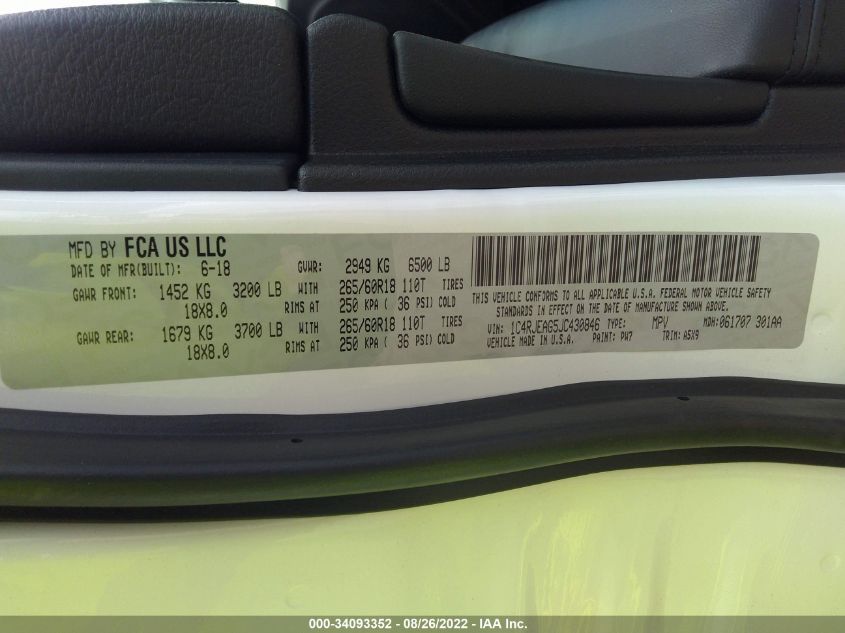 MFD BY FCA US LLC
DATE OF MFR(BUILT): 6-18 GVWR: 2949 KG 6500 LB
GAWR FRONT: 1452 KG 3200 LB WITH 265/60R18 110T TIRES
18X8.0 RIMS AT 250 KPA ( 36 PSI) COLD
GAWR REAR: 1679 KG 3700 LB WITH 265/60R18 110T TIRES
18X8.0 RIMS AT 250 KPA ( 36 PSI) COLD
THIS VEHICLE CONFORMS TO ALL APPLICABLE U.S.A. FEDERAL MOTOR VEHICLE SAFETY
STANDARDS IN EFFECT ON THE DATE OF MANUFACTURE SHOWN ABOVE.
VIN: 1C4RJEAG5JC430846 TYPE: MPV MDH: 061707 301AA
VEHICLE MADE IN U.S.A. PAINT: PW7 TRIM: A5X9
000-34093352 - 08/26/2022 - IAA Inc.